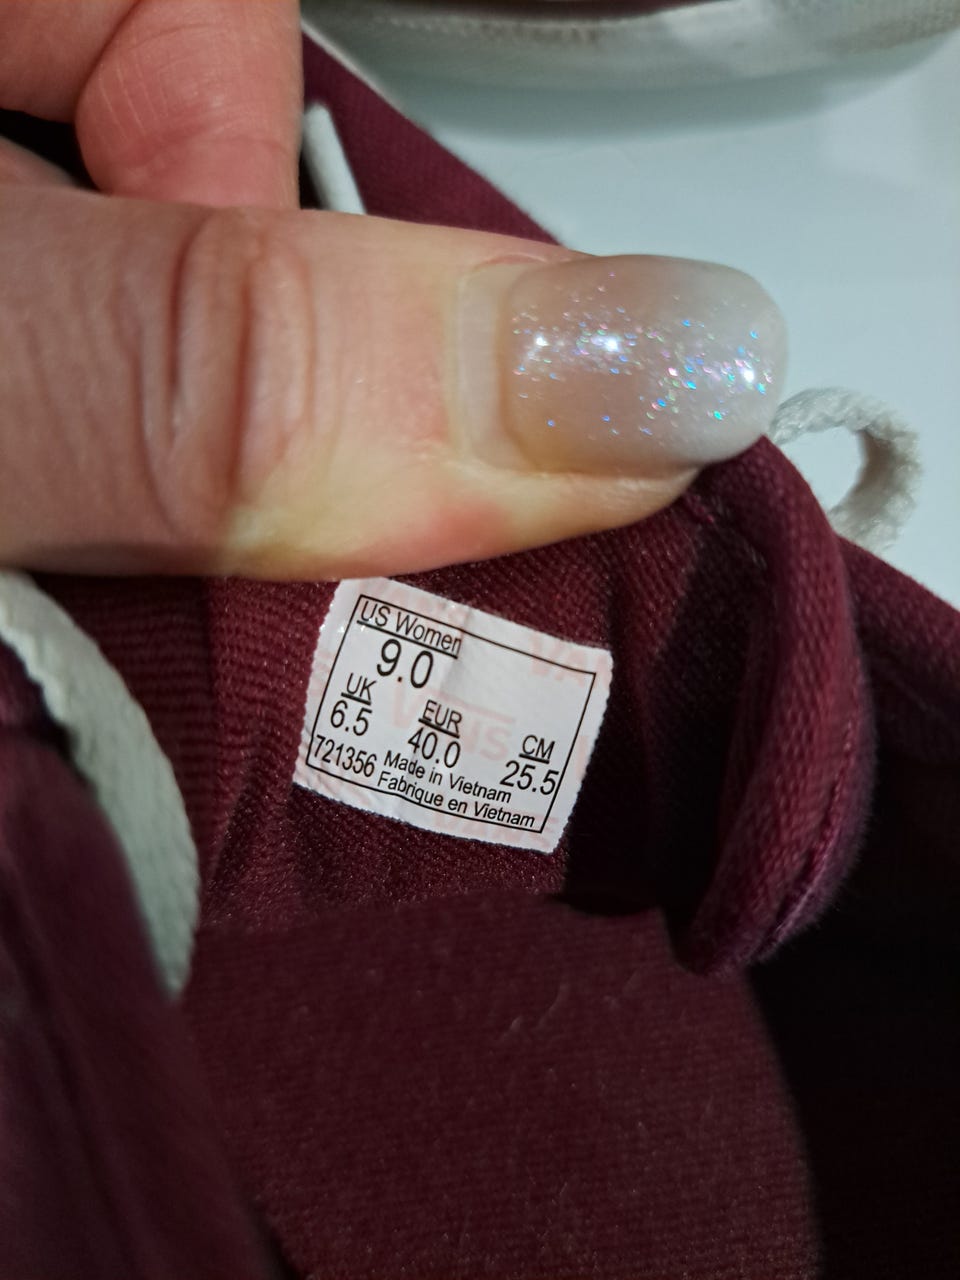 US Women
9.0
UK
6.5
EUR
40.0
CM
25.5
721356
Made in Vietnam
Fabrique en Vietnam
VANS